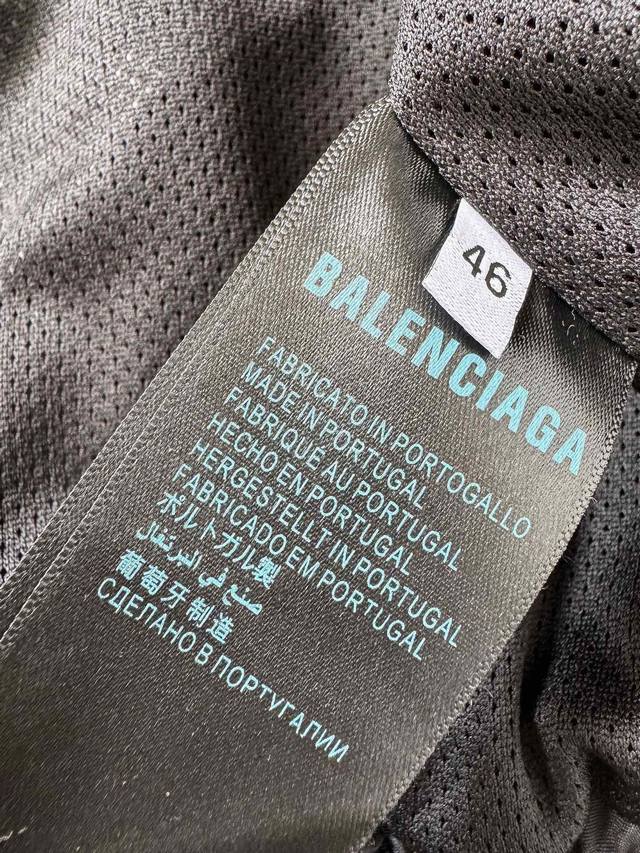 46
BALENCIAGA
FABRICATO IN PORTOGALLO
MADE IN PORTUGAL
FABRIQUÉ AU PORTUGAL
HECHO EN PORTUGAL
HERGESTELLT IN PORTUGAL
FABRICADO EM PORTUGAL
ポルトガル製
صنع في البرتغال
葡萄牙制造
СДЕЛАНО В ПОРТУГАЛИИ